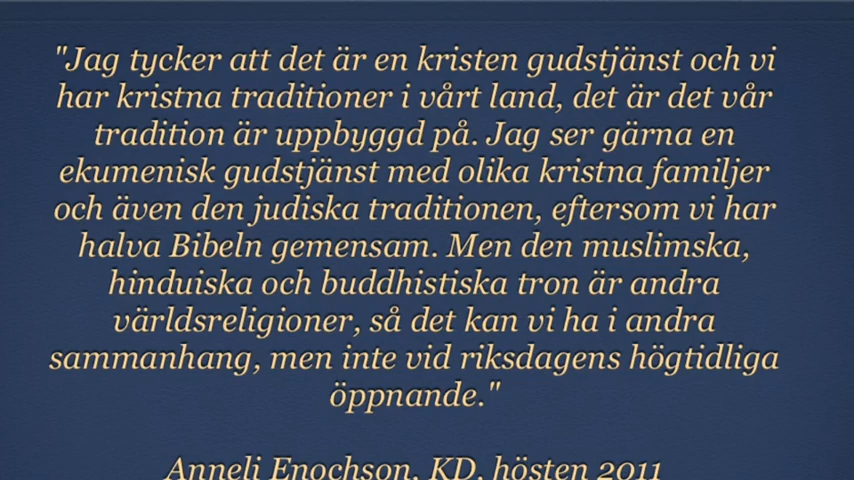 "Jag tycker att det är en kristen gudstjänst och vi
har kristna traditioner i vårt land, det är det vår
tradition är uppbyggd på. Jag ser gärna en
ekumenisk gudstjänst med olika kristna familjer
och även den judiska traditionen, eftersom vi har
halva Bibeln gemensam. Men den muslimska,
hinduiska och buddhistiska tron är andra
världsreligioner, så det kan vi ha i andra
sammanhang, men inte vid riksdagens högtidliga
öppnande."
Anneli Enochson, KD, hösten 2011